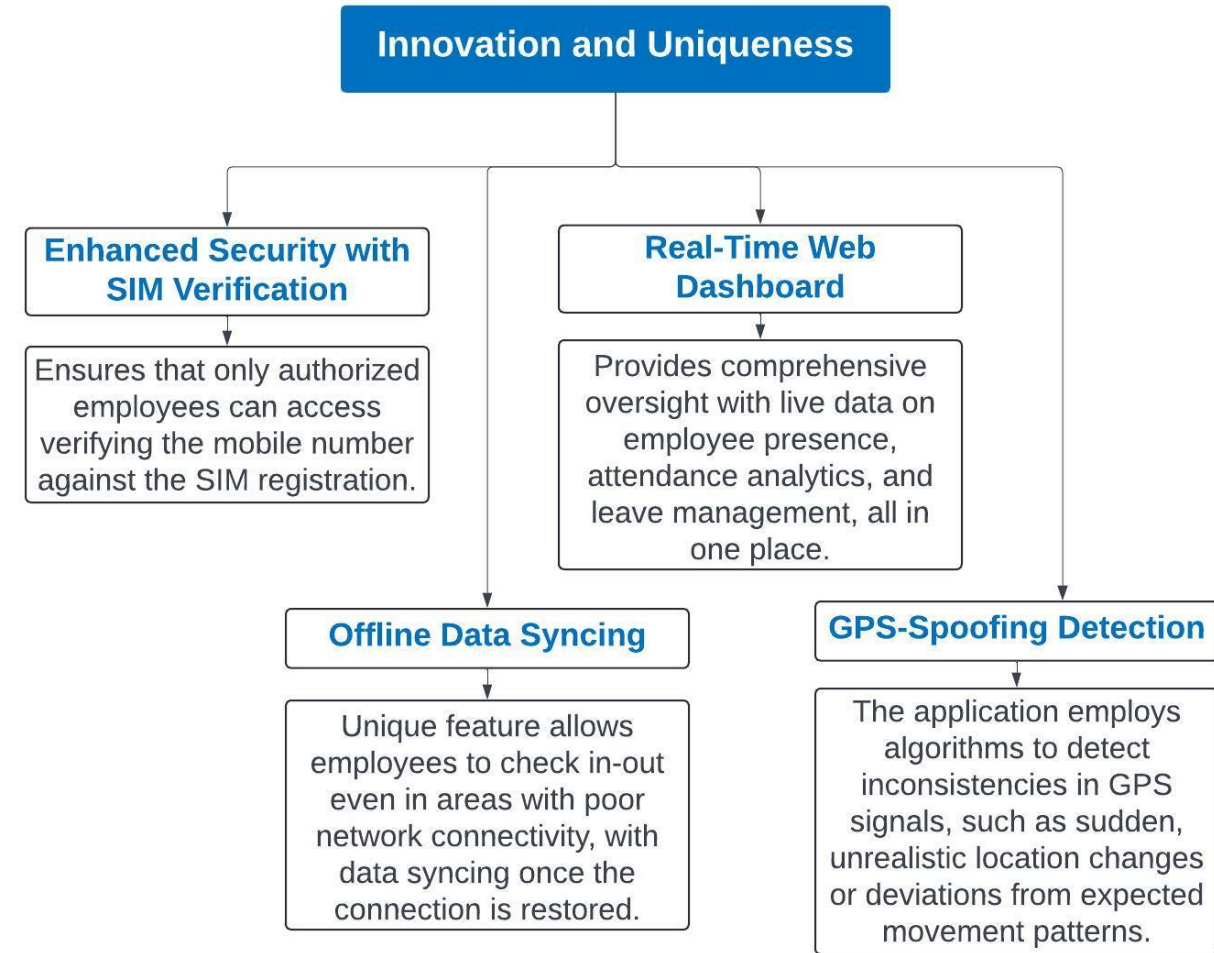 Innovation and Uniqueness
Enhanced Security with
SIM Verification
Ensures that only authorized
employees can access
verifying the mobile number
against the SIM registration.
Real-Time Web
Dashboard
Provides comprehensive
oversight with live data on
employee presence,
attendance analytics, and
leave management, all in
one place.
Offline Data Syncing
Unique feature allows
employees to check in-out
even in areas with poor
network connectivity, with
data syncing once the
connection is restored.
GPS-Spoofing Detection
The application employs
algorithms to detect
inconsistencies in GPS
signals, such as sudden,
unrealistic location changes
or deviations from expected
movement patterns.